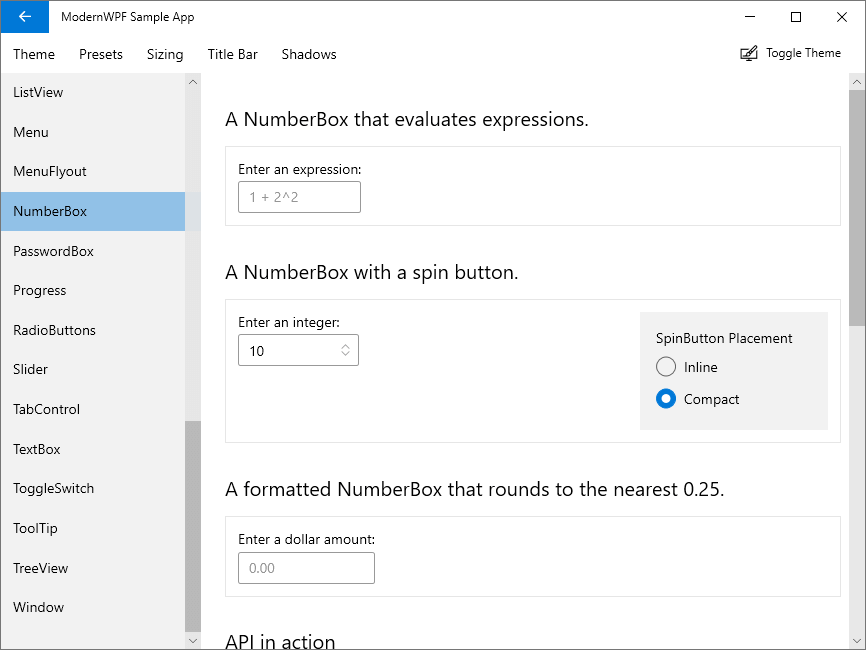 ModernWPF Sample App
Theme Presets Sizing Title Bar Shadows Toggle Theme
ListView
Menu
MenuFlyout
NumberBox
PasswordBox
Progress
RadioButtons
Slider
TabControl
TextBox
ToggleSwitch
ToolTip
TreeView
Window
A NumberBox that evaluates expressions.
Enter an expression:
1 + 2^2
A NumberBox with a spin button.
Enter an integer:
10
SpinButton Placement
Inline
Compact
A formatted NumberBox that rounds to the nearest 0.25.
Enter a dollar amount:
0.00
API in action